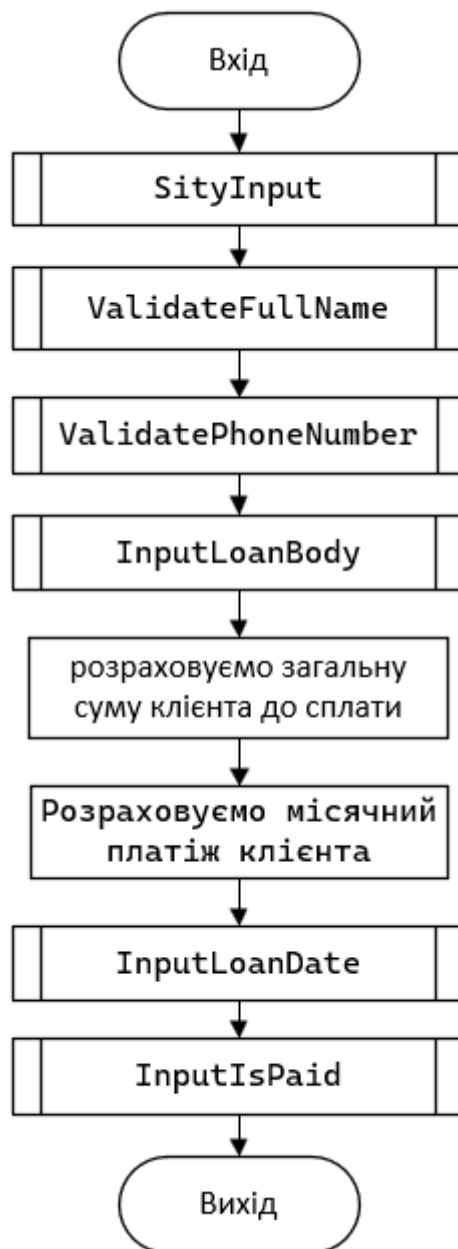 Вхід
SityInput
ValidateFullName
ValidatePhoneNumber
InputLoanBody
розраховуємо загальну
суму клієнта до сплати
Розраховуємо місячний
платіж клієнта
InputLoanDate
InputIsPaid
Вихід